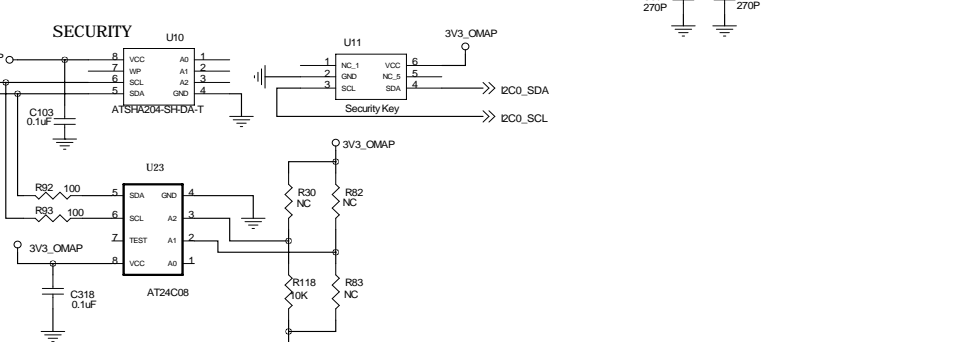 270P
270P
SECURITY
U10
8 VCC A0 1
7 WP A1 2
6 SCL A2 3
5 SDA GND 4
ATSHA204-SH-DA-T
C103
0.1uF
U11
3V3_OMAP
1 NC_1 VCC 6
2 GND NC_5 5
3 SCL SDA 4
Security Key
I2C0_SDA
I2C0_SCL
3V3_OMAP
U23
R92 100
R93 100
5 SDA GND 4
6 SCL A2 3
7 TEST A1 2
8 VCC A0 1
AT24C08
3V3_OMAP
C318
0.1uF
R30
NC
R82
NC
R118
10K
R83
NC